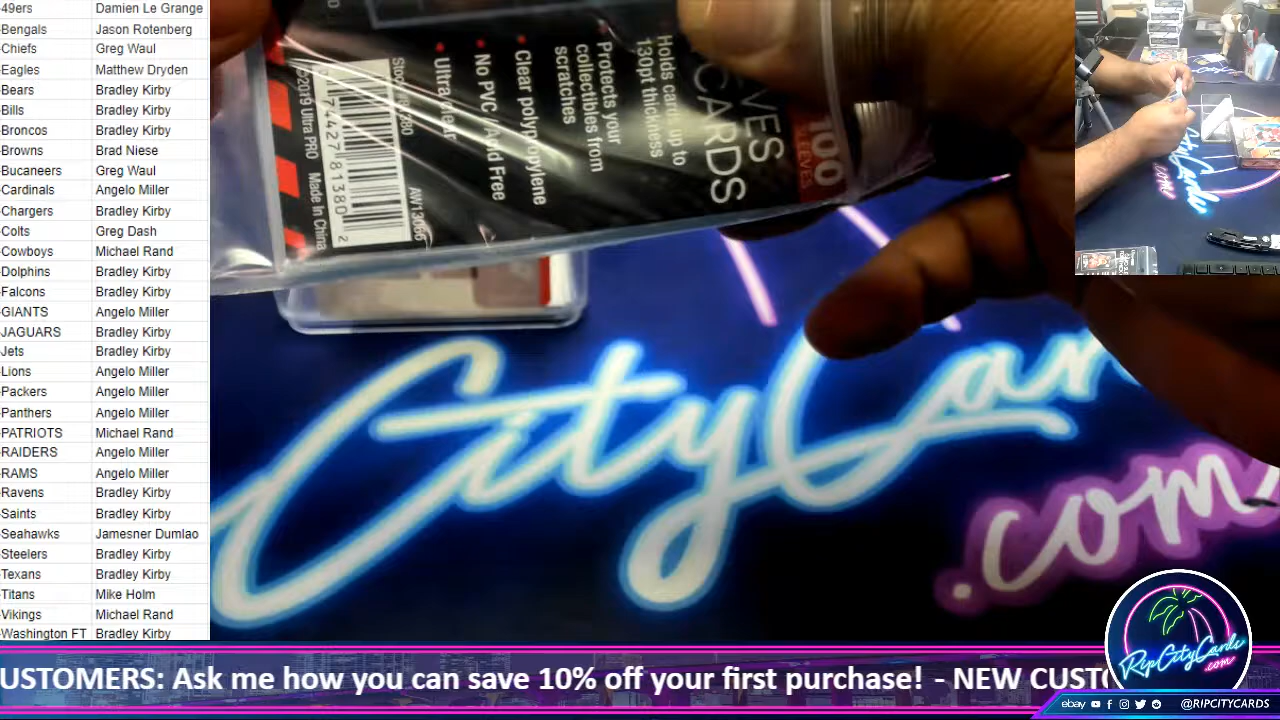 -49ers Damien Le Grange
-Bengals Jason Rotenberg
-Chiefs Greg Waul
-Eagles Matthew Dryden
-Bears Bradley Kirby
-Bills Bradley Kirby
-Broncos Bradley Kirby
-Browns Brad Niese
-Bucaneers Greg Waul
-Cardinals Angelo Miller
-Chargers Bradley Kirby
-Colts Greg Dash
-Cowboys Michael Rand
-Dolphins Bradley Kirby
-Falcons Bradley Kirby
-GIANTS Angelo Miller
-JAGUARS Bradley Kirby
-Jets Bradley Kirby
-Lions Angelo Miller
-Packers Angelo Miller
-Panthers Angelo Miller
-PATRIOTS Michael Rand
-RAIDERS Angelo Miller
-RAMS Angelo Miller
-Ravens Bradley Kirby
-Saints Bradley Kirby
-Seahawks Jamesner Dumlao
-Steelers Bradley Kirby
-Texans Bradley Kirby
-Titans Mike Holm
-Vikings Michael Rand
-Washington FT Bradley Kirby
100
CARDS
Holds cards up to
130pt thickness
Protects your
collectibles from
scratches
Clear polypropylene
No PVC, Acid Free
Ultra clear
AW13066
74427 81380 2
©2019 Ultra PRO Made In China
CityCar
.com
USTOMERS: Ask me how you can save 10% off your first purchase! - NEW CUSTO
RipCityCards
.com
ebay @RIPCITYCARDS